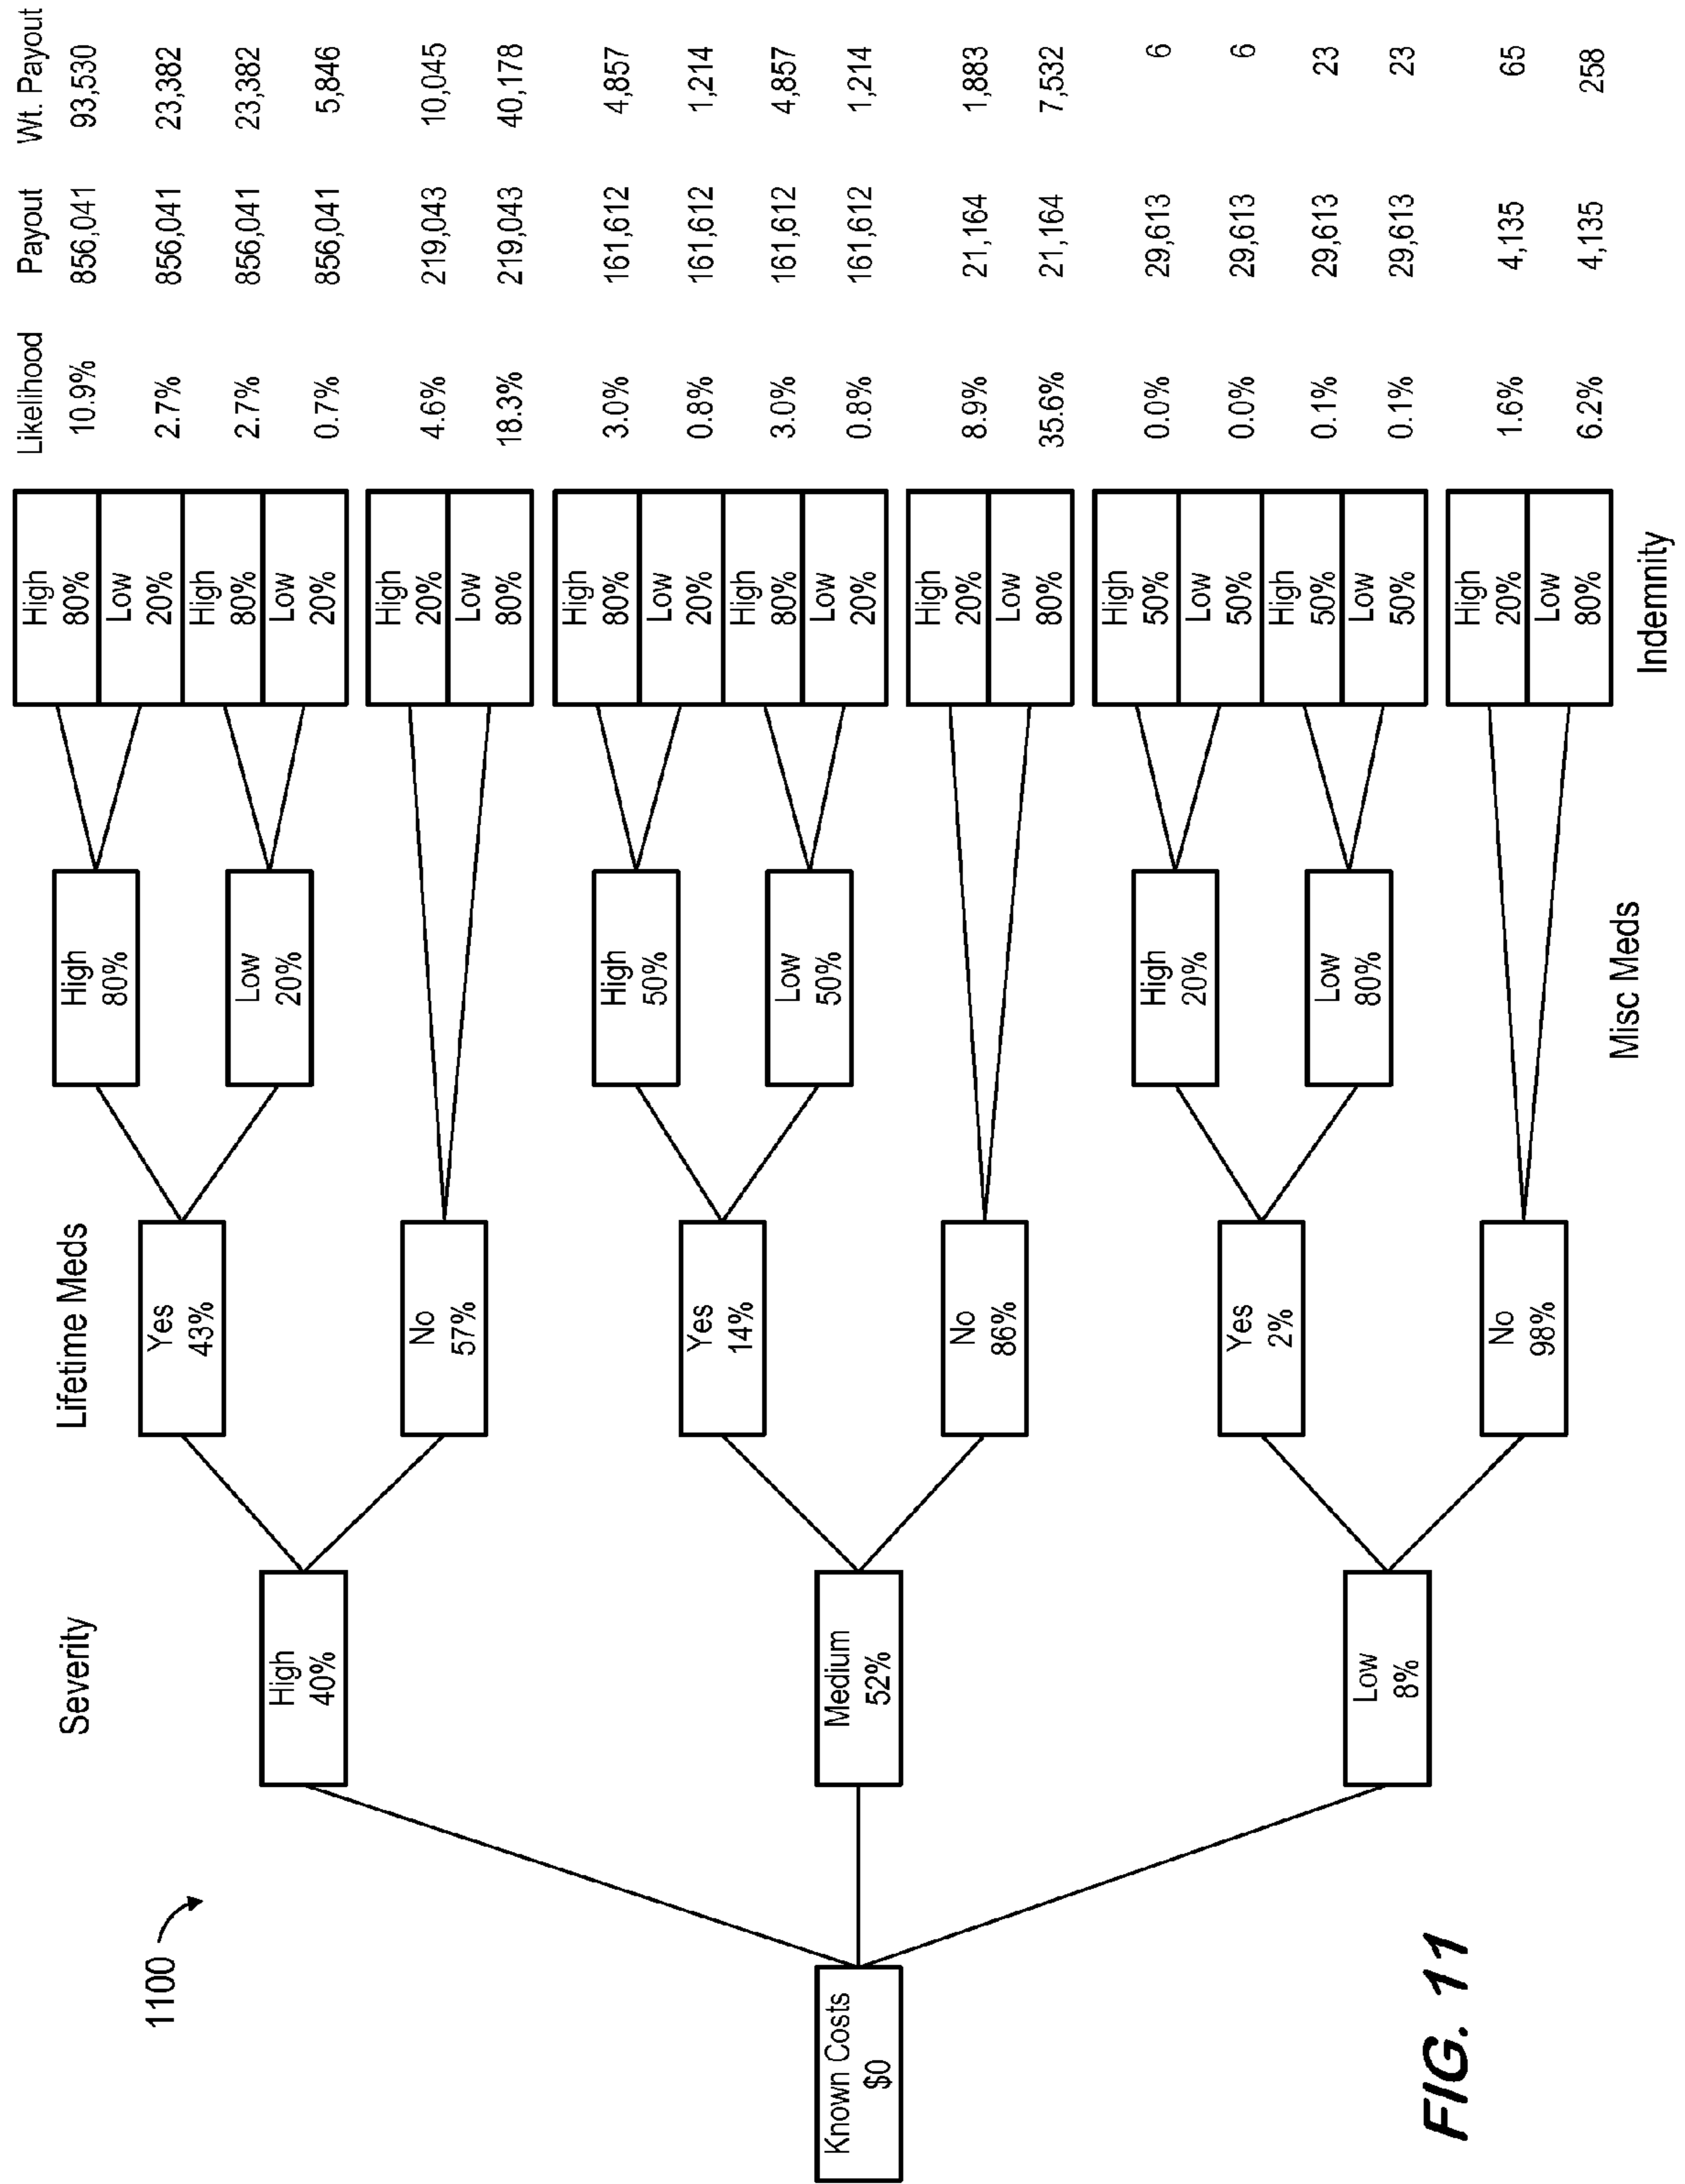 1100
Severity
Lifetime Meds
Likelihood
Payout
Wt. Payout
Known Costs
$0
High
40%
Medium
52%
Low
8%
Yes
43%
No
57%
Yes
14%
No
86%
Yes
2%
No
98%
High
80%
Low
20%
High
50%
Low
50%
High
20%
Low
80%
Misc Meds
High
80%
Low
20%
High
80%
Low
20%
High
20%
Low
80%
High
80%
Low
20%
High
80%
Low
20%
High
20%
Low
80%
High
50%
Low
50%
High
50%
Low
50%
High
20%
Low
80%
Indemnity
10.9% 856,041 93,530
2.7% 856,041 23,382
2.7% 856,041 23,382
0.7% 856,041 5,846
4.6% 219,043 10,045
18.3% 219,043 40,178
3.0% 161,612 4,857
0.8% 161,612 1,214
3.0% 161,612 4,857
0.8% 161,612 1,214
8.9% 21,164 1,883
35.6% 21,164 7,532
0.0% 29,613 6
0.0% 29,613 6
0.1% 29,613 23
0.1% 29,613 23
1.6% 4,135 65
6.2% 4,135 258
FIG. 11